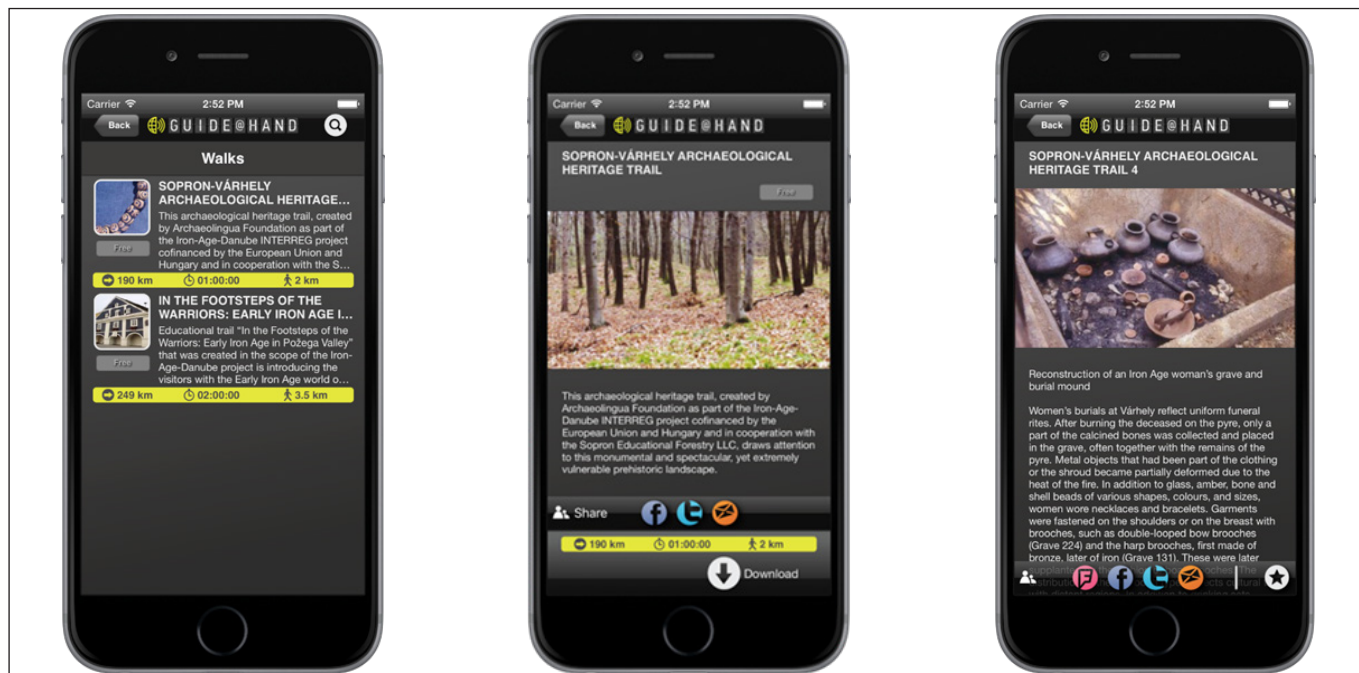 Carrier 2:52 PM
Back GUIDE@HAND
Walks
SOPRON-VÁRHELY
ARCHAEOLOGICAL HERITAGE...
This archaeological heritage trail, created
by Archaeolingua Foundation as part of
the Iron-Age-Danube INTERREG project
cofinanced by the European Union and
Hungary and in cooperation with the S...
Free
190 km 01:00:00 2 km
IN THE FOOTSTEPS OF THE
WARRIORS: EARLY IRON AGE I...
Educational trail “In the Footsteps of the
Warriors: Early Iron Age in Požega Valley”
that was created in the scope of the Iron-
Age-Danube project is introducing the
visitors with the Early Iron Age world o...
Free
249 km 02:00:00 3.5 km
Carrier 2:52 PM
Back GUIDE@HAND
SOPRON-VÁRHELY ARCHAEOLOGICAL
HERITAGE TRAIL
Free
This archaeological heritage trail, created by
Archaeolingua Foundation as part of the Iron-Age-
Danube INTERREG project cofinanced by the
European Union and Hungary and in cooperation with
the Sopron Educational Forestry LLC, draws attention
to this monumental and spectacular, yet extremely
vulnerable prehistoric landscape.
Share
190 km 01:00:00 2 km
Download
Carrier 2:52 PM
Back GUIDE@HAND
SOPRON-VÁRHELY ARCHAEOLOGICAL
HERITAGE TRAIL 4
Reconstruction of an Iron Age woman’s grave and
burial mound
Women’s burials at Várhely reflect uniform funeral
rites. After burning the deceased on the pyre, only a
part of the calcined bones was collected and placed
in the grave, often together with the remains of the
pyre. Metal objects that had been part of the clothing
or the shroud became partially deformed due to the
heat of the fire. In addition to glass, amber, bone and
shell beads of various shapes, colours, and sizes,
women wore necklaces and bracelets. Garments
were fastened on the shoulders or on the breast with
brooches, such as double-looped bow brooches
(Grave 224) and the harp brooches, first made of
bronze, later of iron (Grave 131). These were later